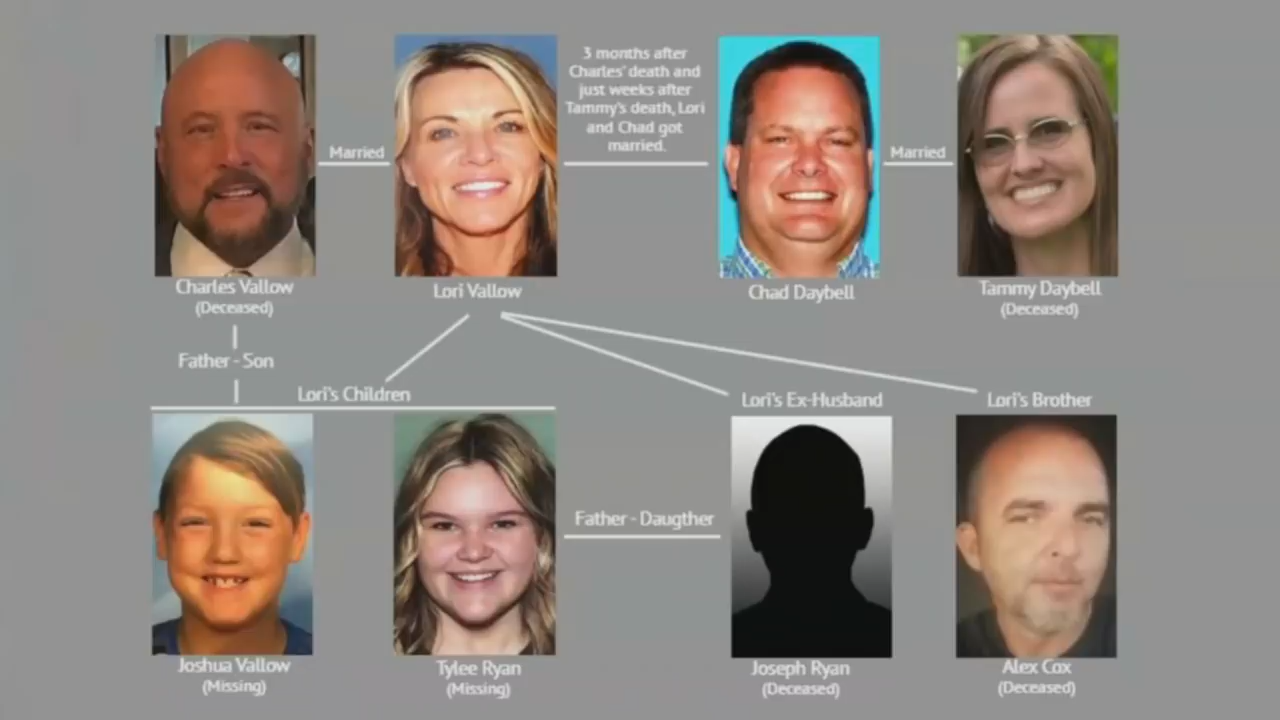 3 months after
Charles' death and
just weeks after
Tammy's death, Lori
and Chad got
married.
Married
Married
Charles Vallow
(Deceased)
Lori Vallow
Chad Daybell
Tammy Daybell
(Deceased)
Father - Son
Lori's Children
Lori's Ex-Husband
Lori's Brother
Father - Daugther
Joshua Vallow
(Missing)
Tylee Ryan
(Missing)
Joseph Ryan
(Deceased)
Alex Cox
(Deceased)